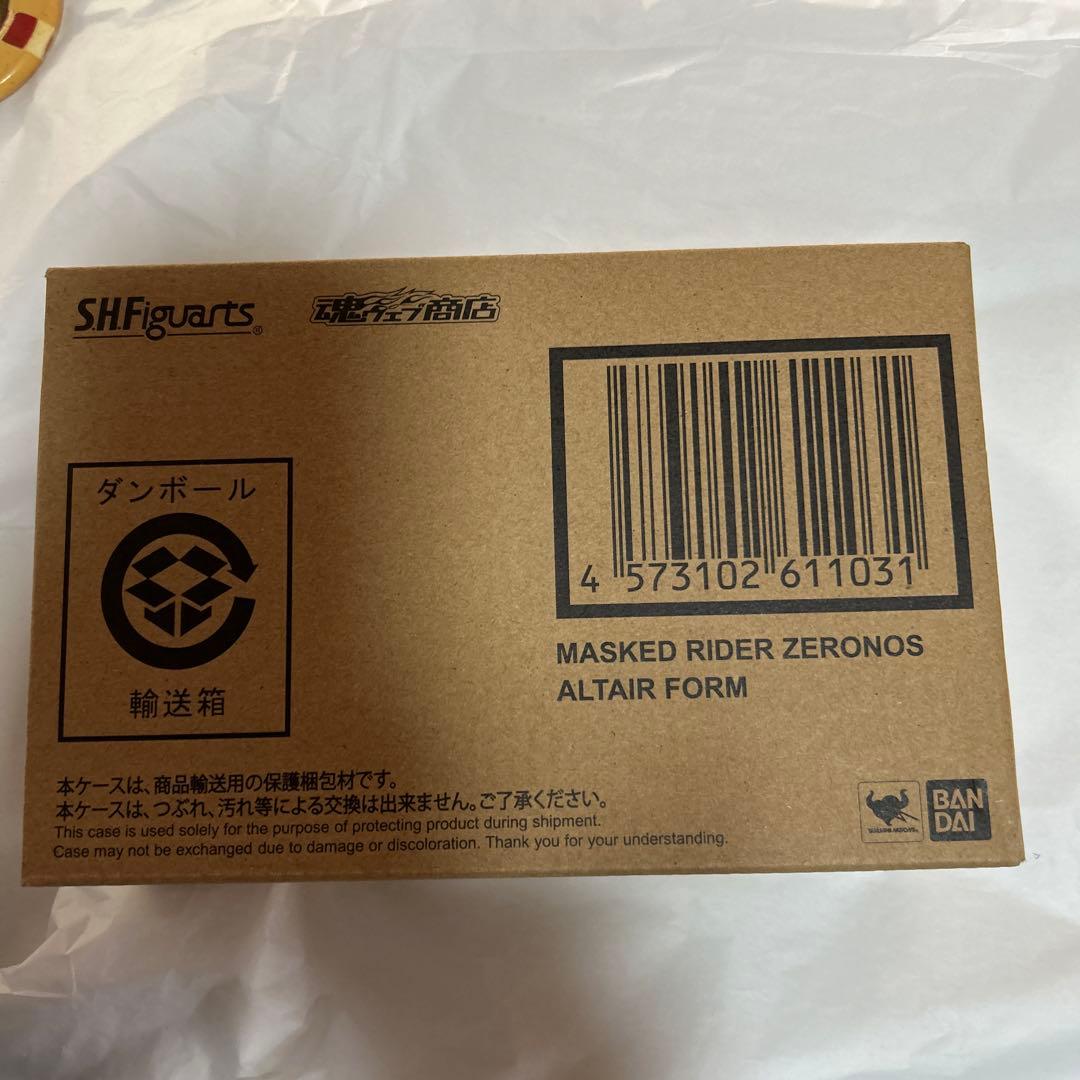 S.H.Figuarts®
魂ウェブ商店
4 573102 611031
MASKED RIDER ZERONOS
ALTAIR FORM
ダンボール
輸送箱
本ケースは、商品輸送用の保護梱包材です。
本ケースは、つぶれ、汚れ等による交換は出来ません。ご了承ください。
This case is used solely for the purpose of protecting product during shipment.
Case may not be exchanged due to damage or discoloration. Thank you for your understanding.
BAN
DAI